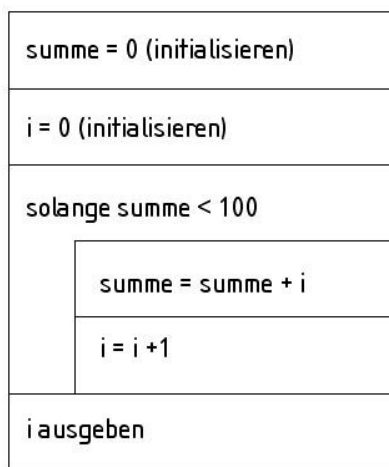 summe = 0 (initialisieren)
i = 0 (initialisieren)
solange summe < 100
summe = summe + i
i = i +1
i ausgeben